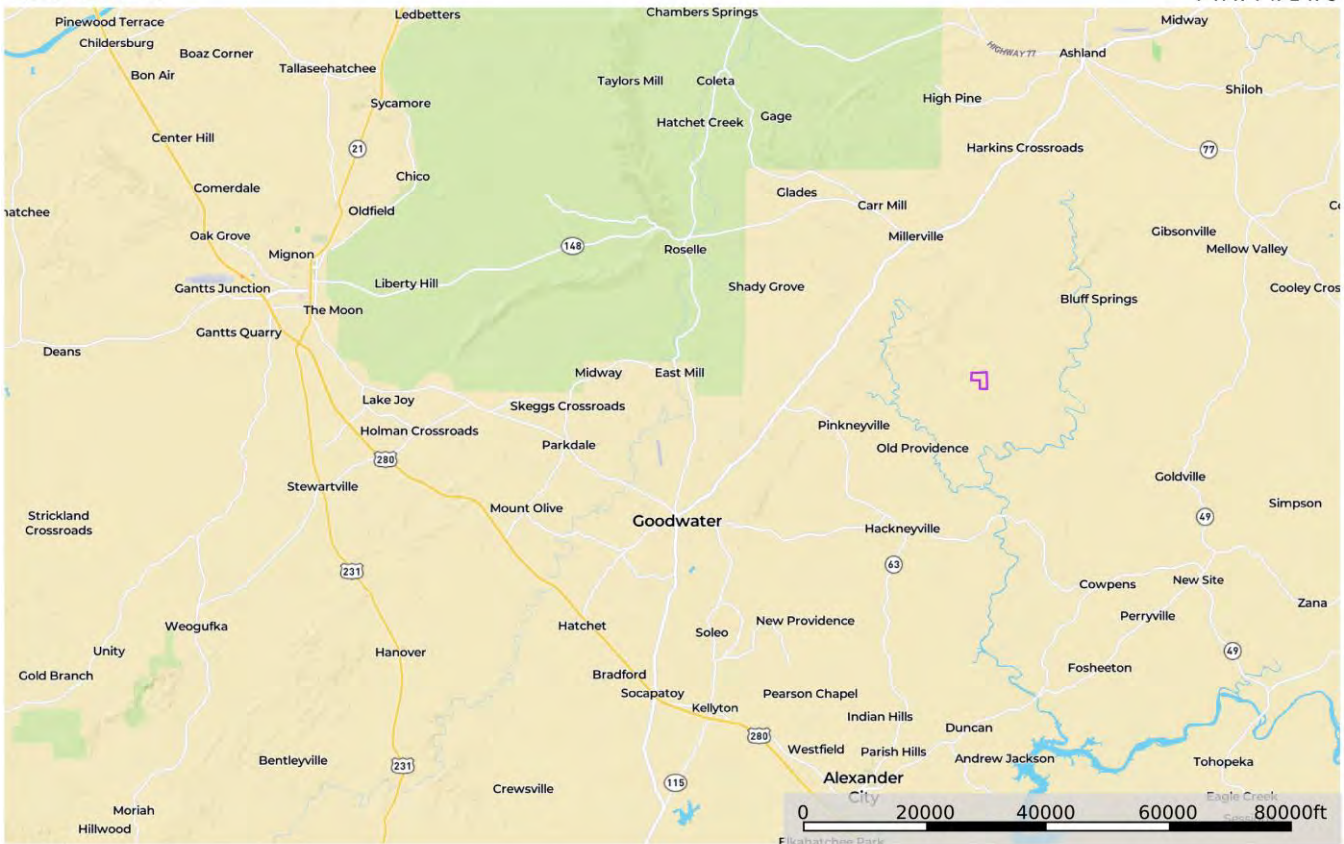 Ledbetters
Chambers Springs
Pinewood Terrace
Midway
Childersburg
Boaz Corner
HIGHWAY 77
Ashland
Tallaseehatchee
Bon Air
Taylors Mill
Coleta
Shiloh
Sycamore
High Pine
Hatchet Creek
Gage
Center Hill
21
Harkins Crossroads
77
Chico
Comerdale
Glades
Carr Mill
hatchee
Oldfield
Oak Grove
Millerville
Gibsonville
Mignon
148
Roselle
Mellow Valley
Liberty Hill
Gantts Junction
Shady Grove
Cooley Cros
Bluff Springs
The Moon
Gantts Quarry
Deans
Midway
East Mill
Lake Joy
Skeggs Crossroads
Pinkneyville
Holman Crossroads
Parkdale
Old Providence
280
Goldville
Stewartville
Simpson
Mount Olive
Strickland
Crossroads
Goodwater
49
Hackneyville
63
231
Cowpens
New Site
Zana
Perryville
Weogufka
Hatchet
Soleo
New Providence
Unity
Hanover
49
Gold Branch
Bradford
Fosheeton
Socapatoy
Pearson Chapel
Kellyton
Indian Hills
280
Duncan
Westfield
Parish Hills
Bentleyville
231
Andrew Jackson
Tohopeka
Alexander
City
115
Crewsville
Eagle Creek
Moriah
0 20000 40000 60000 80000ft
Hillwood
Elkahatchee Park